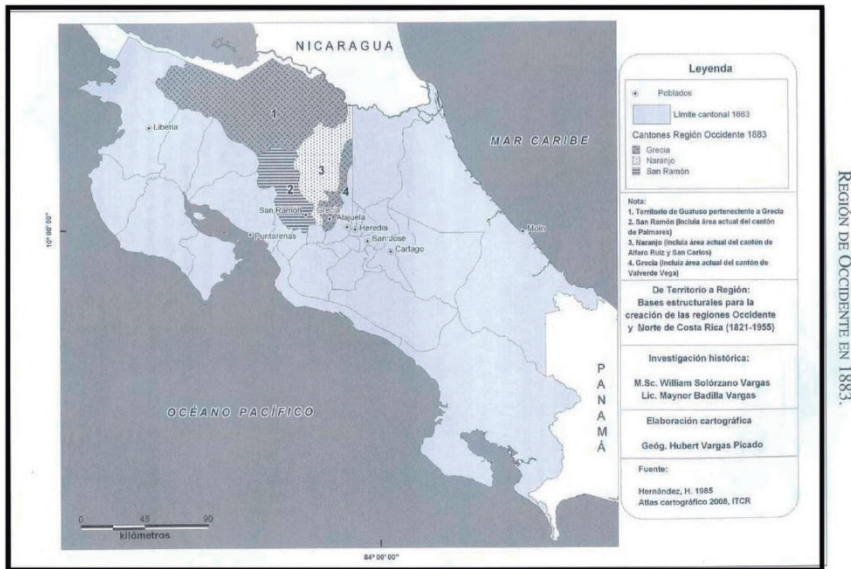 NICARAGUA
MAR CARIBE
Liberia
1
2
3
4
San Ramón
Grecia
Alajuela
Heredia
San José
Cartago
Puntarenas
10° 00' 00"
OCÉANO PACÍFICO
PANAMÁ
0 45 90
kilómetros
84° 00' 00"
Leyenda
Poblados
Límite cantonal 1883
Cantones Región Occidente 1883
Grecia
Naranjo
San Ramón
Nota:
1. Territorio de Guatuso perteneciente a Grecia
2. San Ramón (Incluía área actual del cantón
de Palmares)
3. Naranjo (Incluía área actual del cantón de
Alfaro Ruiz y San Carlos)
4. Grecia (Incluía área actual del cantón de
Valverde Vega)
De Territorio a Región:
Bases estructurales para la
creación de las regiones Occidente
y Norte de Costa Rica (1821-1955)
Investigación histórica:
M.Sc. William Solórzano Vargas
Lic. Maynor Badilla Vargas
Elaboración cartográfica
Geóg. Hubert Vargas Picado
Fuente:
Hernández, H. 1985
Atlas cartográfico 2008, ITCR
REGIÓN DE OCCIDENTE EN 1883.